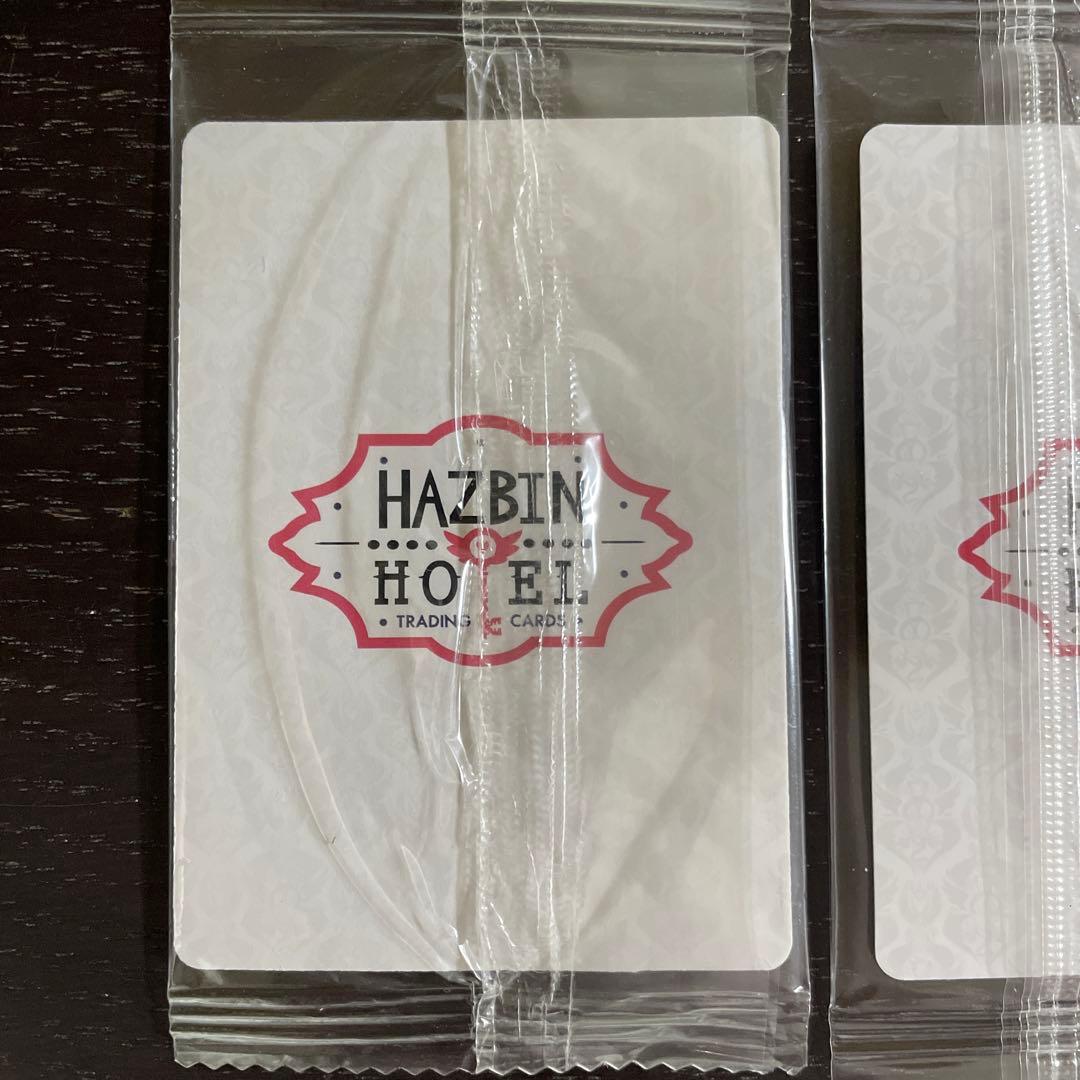 HAZBIN
HOTEL
• TRADING CARDS •